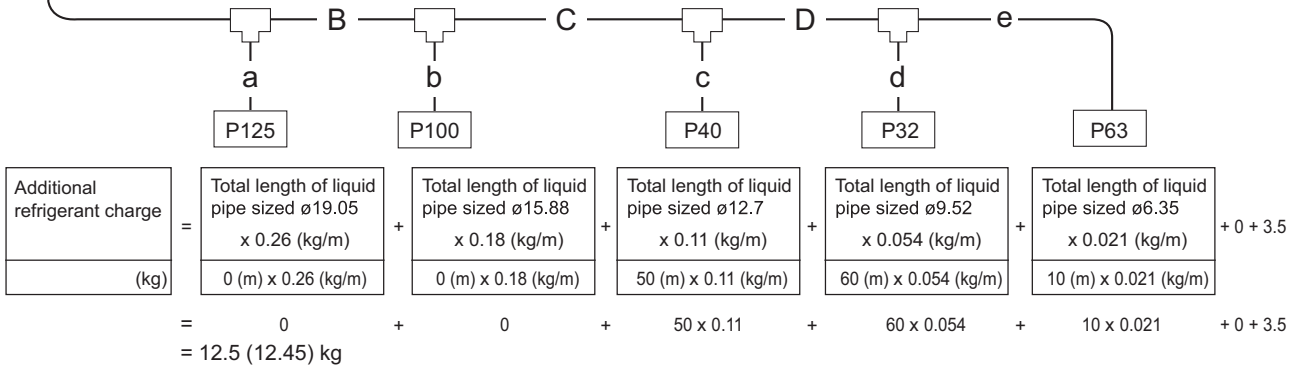 B C D e
a b c d
P125 P100 P40 P32 P63
Additional refrigerant charge
(kg)
=
Total length of liquid
pipe sized ø19.05
x 0.26 (kg/m)
0 (m) x 0.26 (kg/m)
+
Total length of liquid
pipe sized ø15.88
x 0.18 (kg/m)
0 (m) x 0.18 (kg/m)
+
Total length of liquid
pipe sized ø12.7
x 0.11 (kg/m)
50 (m) x 0.11 (kg/m)
+
Total length of liquid
pipe sized ø9.52
x 0.054 (kg/m)
60 (m) x 0.054 (kg/m)
+
Total length of liquid
pipe sized ø6.35
x 0.021 (kg/m)
10 (m) x 0.021 (kg/m)
+ 0 + 3.5
= 0 + 0 + 50 x 0.11 + 60 x 0.054 + 10 x 0.021 + 0 + 3.5
= 12.5 (12.45) kg